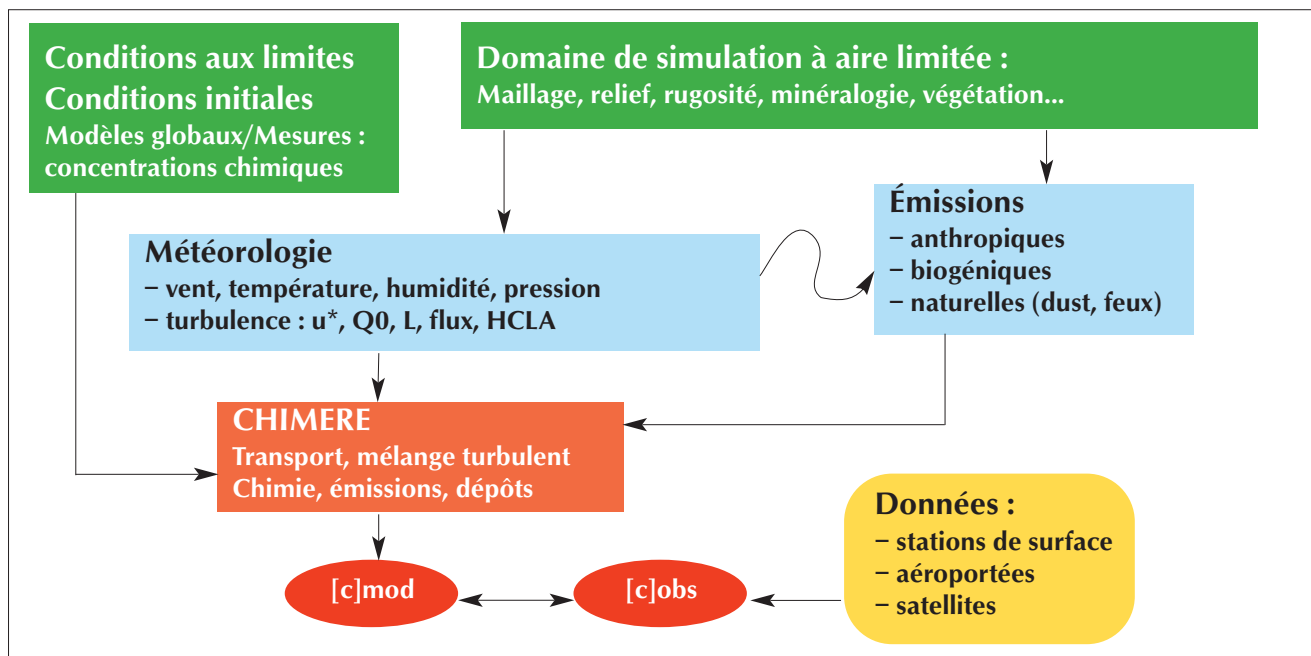 Conditions aux limites
Conditions initiales
Modèles globaux/Mesures :
concentrations chimiques
Domaine de simulation à aire limitée :
Maillage, relief, rugosité, minéralogie, végétation...
Émissions
– anthropiques
– biogéniques
– naturelles (dust, feux)
Météorologie
– vent, température, humidité, pression
– turbulence : u*, Q0, L, flux, HCLA
CHIMERE
Transport, mélange turbulent
Chimie, émissions, dépôts
Données :
– stations de surface
– aéroportées
– satellites
[c]mod
[c]obs